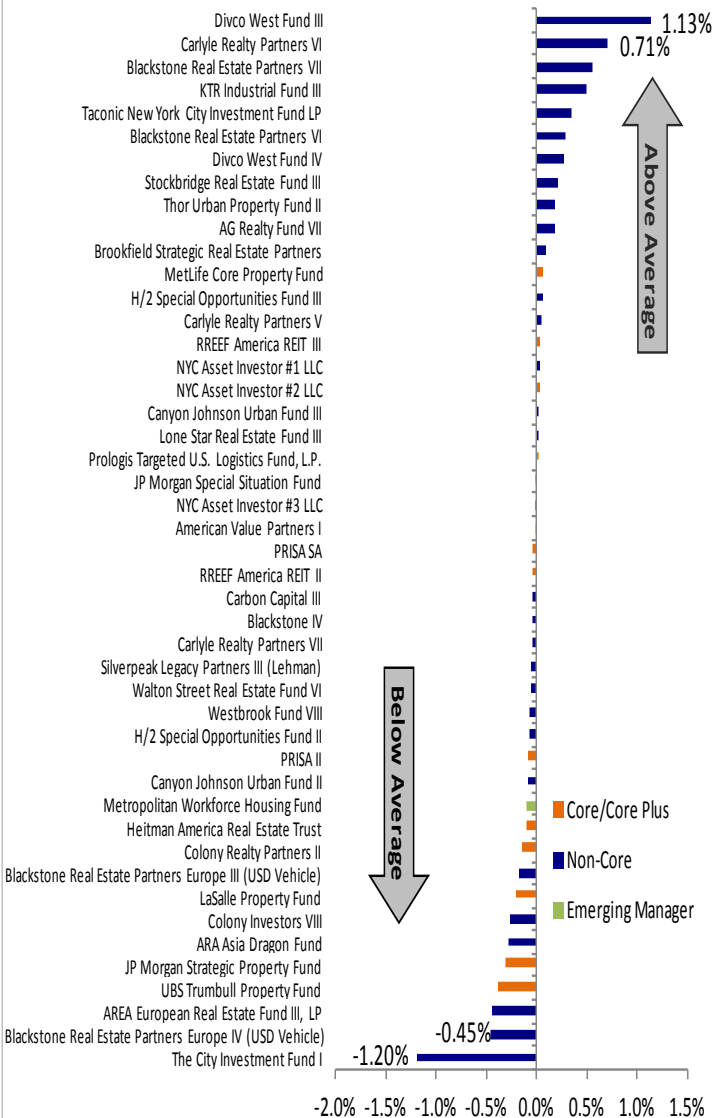 Divco West Fund III
1.13%
Carlyle Realty Partners VI
0.71%
Blackstone Real Estate Partners VII
KTR Industrial Fund III
Taconic New York City Investment Fund LP
Blackstone Real Estate Partners VI
Divco West Fund IV
Stockbridge Real Estate Fund III
Thor Urban Property Fund II
AG Realty Fund VII
Brookfield Strategic Real Estate Partners
MetLife Core Property Fund
H/2 Special Opportunities Fund III
Carlyle Realty Partners V
RREEF America REIT III
NYC Asset Investor #1 LLC
NYC Asset Investor #2 LLC
Canyon Johnson Urban Fund III
Lone Star Real Estate Fund III
Prologis Targeted U.S. Logistics Fund, L.P.
JP Morgan Special Situation Fund
NYC Asset Investor #3 LLC
American Value Partners I
PRISA SA
RREEF America REIT II
Carbon Capital III
Blackstone IV
Carlyle Realty Partners VII
Silverpeak Legacy Partners III (Lehman)
Walton Street Real Estate Fund VI
Westbrook Fund VIII
H/2 Special Opportunities Fund II
PRISA II
Canyon Johnson Urban Fund II
Metropolitan Workforce Housing Fund
Heitman America Real Estate Trust
Colony Realty Partners II
Blackstone Real Estate Partners Europe III (USD Vehicle)
LaSalle Property Fund
Colony Investors VIII
ARA Asia Dragon Fund
JP Morgan Strategic Property Fund
UBS Trumbull Property Fund
AREA European Real Estate Fund III, LP
Blackstone Real Estate Partners Europe IV (USD Vehicle)
-0.45%
The City Investment Fund I
-1.20%
Above Average
Below Average
Core/Core Plus
Non-Core
Emerging Manager
-2.0% -1.5% -1.0% -0.5% 0.0% 0.5% 1.0% 1.5%